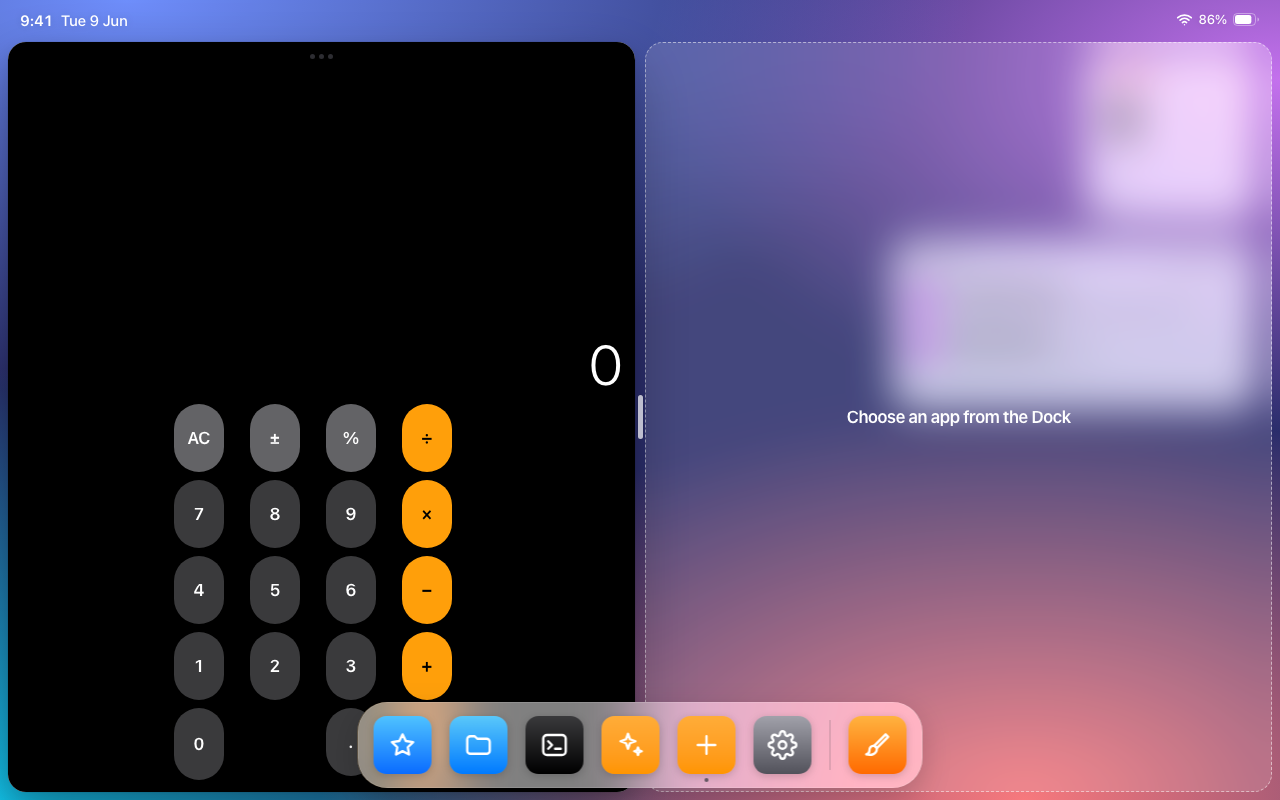 9:41 Tue 9 Jun
86%
0
AC ± % ÷
7 8 9 ×
4 5 6 −
1 2 3 +
0 .
Choose an app from the Dock